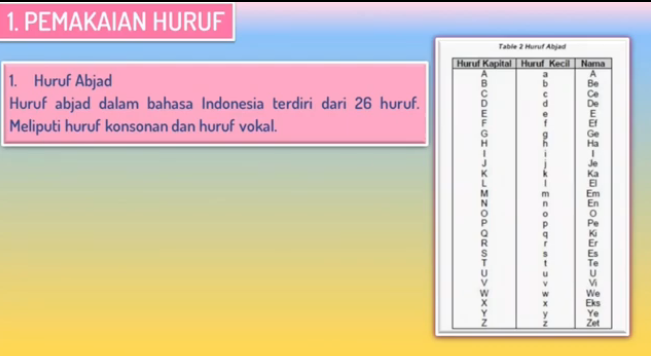 1. PEMAKAIAN HURUF
1. Huruf Abjad
Huruf abjad dalam bahasa Indonesia terdiri dari 26 huruf.
Meliputi huruf konsonan dan huruf vokal.
Table 2 Huruf Abjad
Huruf Kapital Huruf Kecil Nama
A a A
B b Be
C c Ce
D d De
E e E
F f Ef
G g Ge
H h Ha
I i I
J j Je
K k Ka
L l El
M m Em
N n En
O o O
P p Pe
Q q Ki
R r Er
S s Es
T t Te
U u U
V v Vi
W w We
X x Eks
Y y Ye
Z z Zet